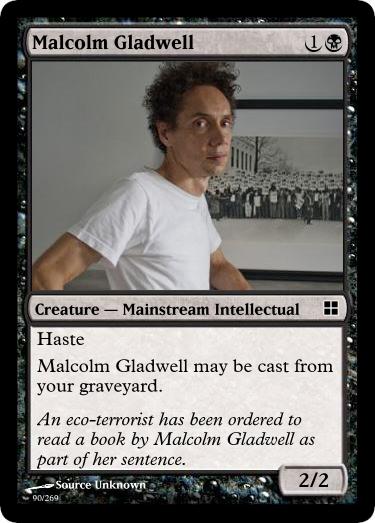 Malcolm Gladwell 1
Creature — Mainstream Intellectual
Haste
Malcolm Gladwell may be cast from
your graveyard.
An eco-terrorist has been ordered to
read a book by Malcolm Gladwell as
part of her sentence.
Source Unknown
90/269
2/2